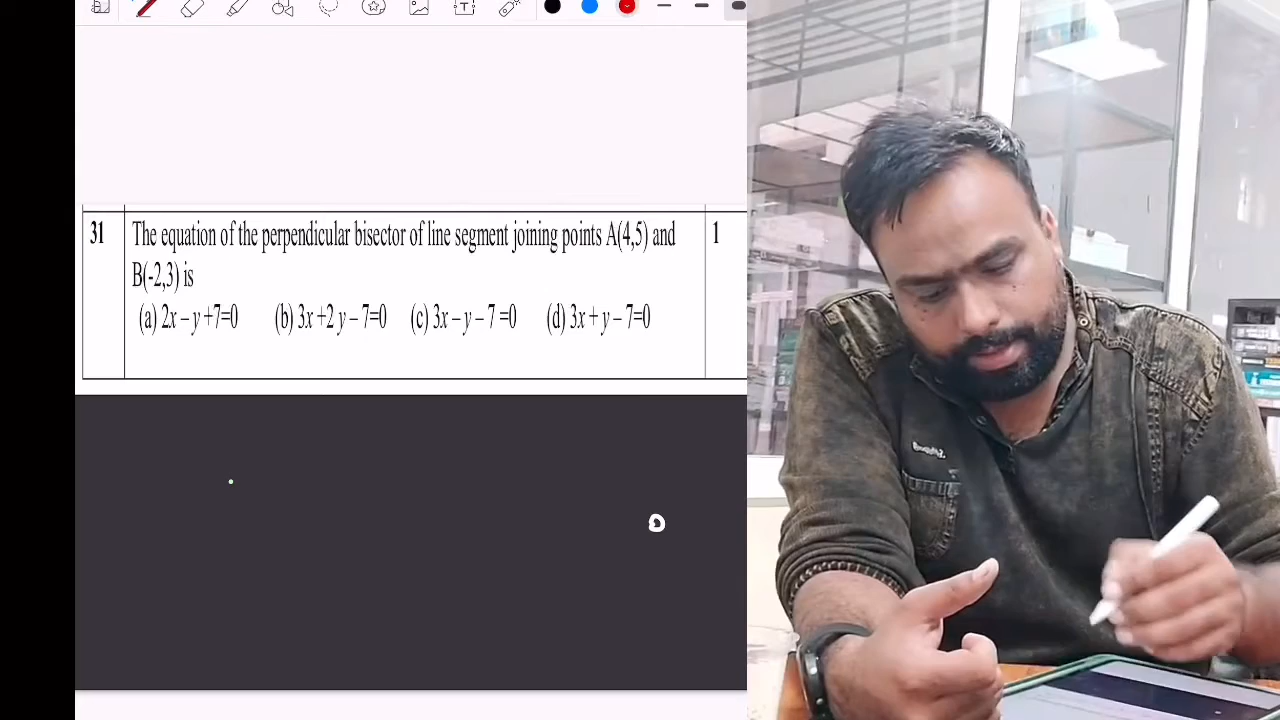 31 The equation of the perpendicular bisector of line segment joining points A(4,5) and 1
B(-2,3) is
(a) 2x – y +7=0 (b) 3x +2 y – 7=0 (c) 3x – y – 7 =0 (d) 3x + y – 7=0